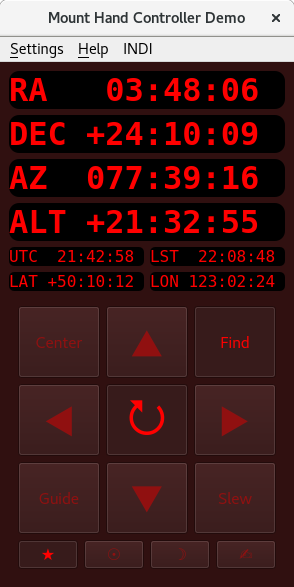 Mount Hand Controller Demo ×
Settings Help INDI
RA 03:48:06
DEC +24:10:09
AZ 077:39:16
ALT +21:32:55
UTC 21:42:58 LST 22:08:48
LAT +50:10:12 LON 123:02:24
Center Find
Guide Slew